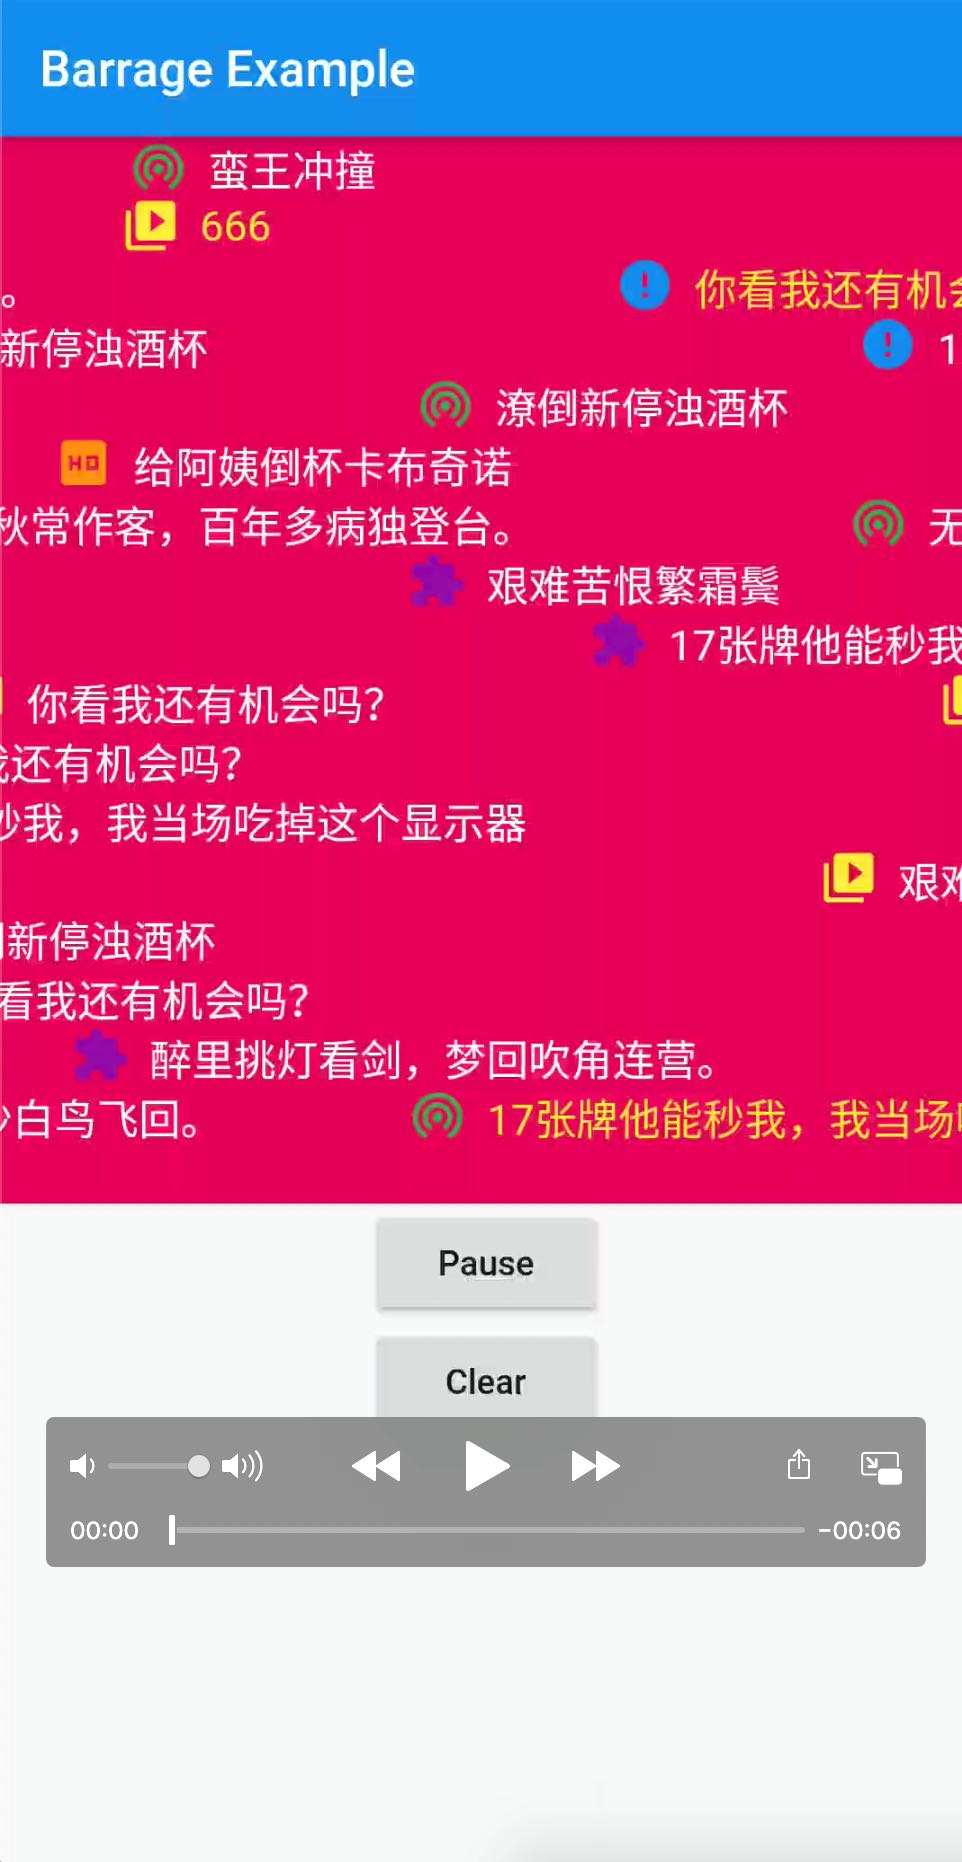 Barrage Example
蛮王冲撞
666
。 你看我还有机会
新停浊酒杯 1
潦倒新停浊酒杯
HD 给阿姨倒杯卡布奇诺
秋常作客，百年多病独登台。 无
艰难苦恨繁霜鬓
17张牌他能秒我
你看我还有机会吗？
我还有机会吗？
秒我，我当场吃掉这个显示器
艰难
新停浊酒杯
看我还有机会吗？
醉里挑灯看剑，梦回吹角连营。
沙白鸟飞回。 17张牌他能秒我，我当场
Pause
Clear
00:00 -00:06